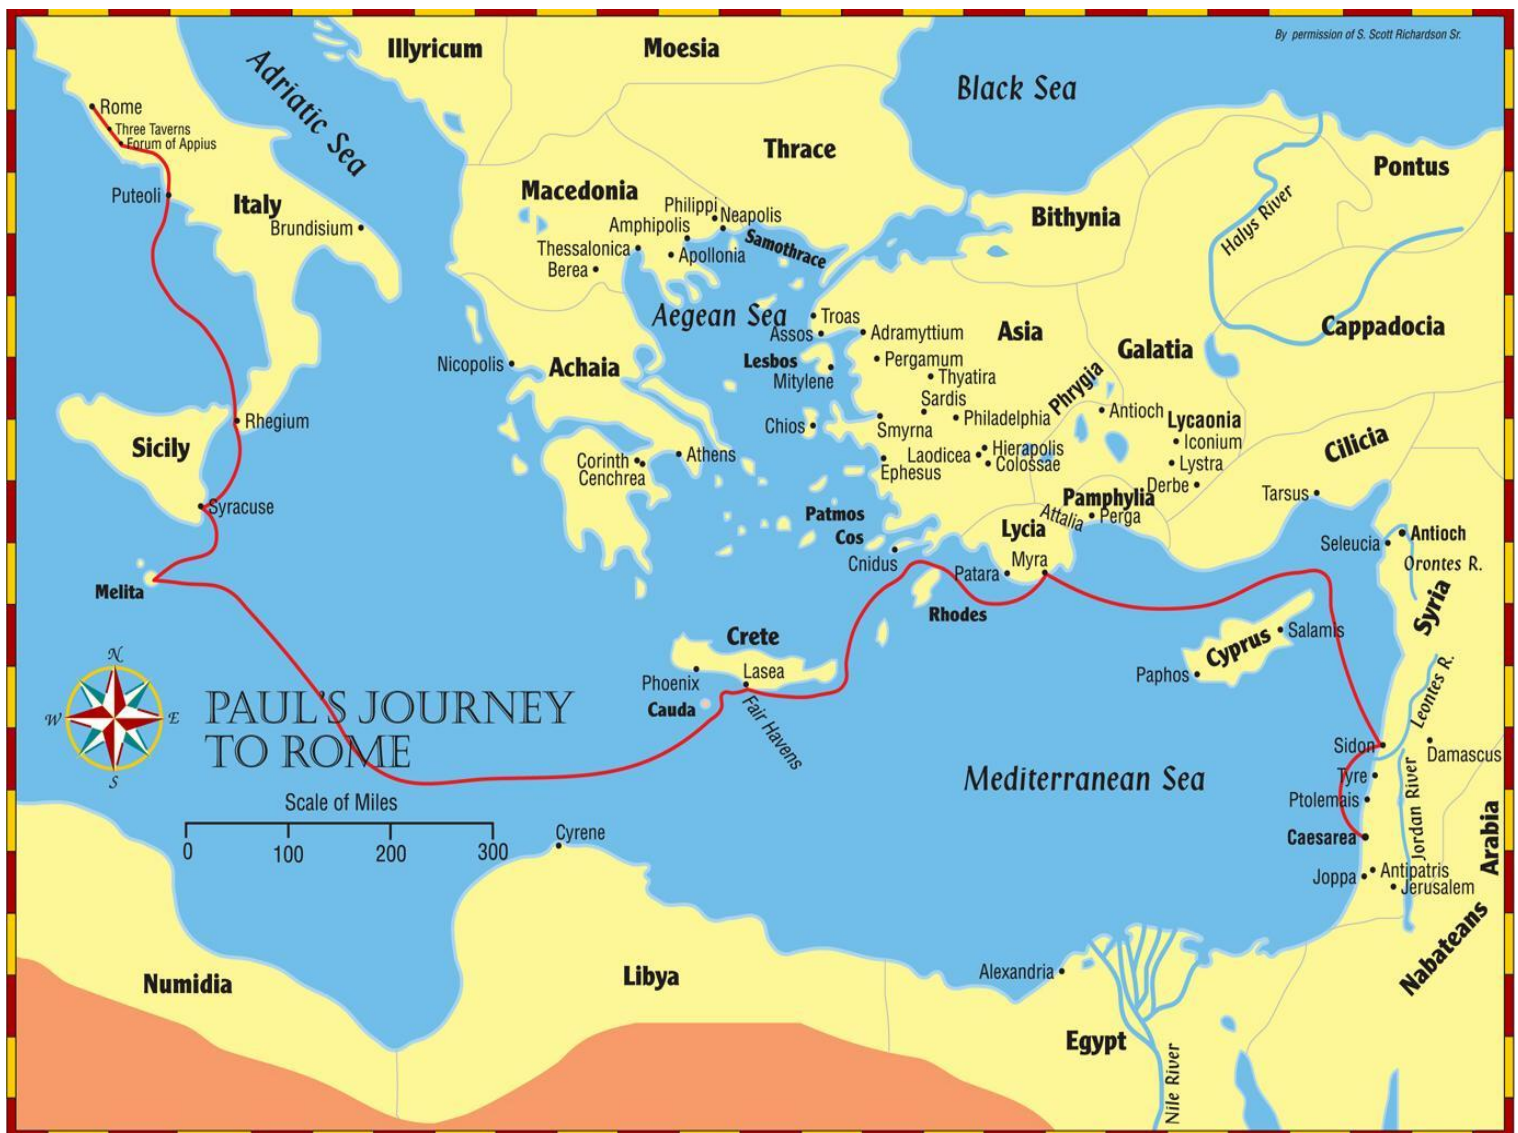 By permission of S. Scott Richardson Sr.
Illyricum
Moesia
Black Sea
Adriatic Sea
Rome
Three Taverns
Forum of Appius
Thrace
Pontus
Puteoli
Italy
Brundisium
Macedonia
Philippi
Neapolis
Amphipolis
Thessalonica
Apollonia
Berea
Samothrace
Bithynia
Halys River
Aegean Sea
Troas
Assos
Adramyttium
Asia
Galatia
Cappadocia
Nicopolis
Achaia
Lesbos
Mitylene
Pergamum
Thyatira
Sardis
Phrygia
Philadelphia
Antioch
Lycaonia
Iconium
Lystra
Derbe
Cilicia
Rhegium
Sicily
Chios
Smyrna
Athens
Corinth
Cenchrea
Laodicea
Hierapolis
Colossae
Ephesus
Tarsus
Syracuse
Patmos
Cos
Cnidus
Pamphylia
Attalia
Perga
Lycia
Myra
Patara
Seleucia
Antioch
Orontes R.
Syria
Melita
Rhodes
Crete
Lasea
Phoenix
Cauda
Fair Havens
Cyprus
Salamis
Paphos
Leontes R.
N
W
E
S
PAUL'S JOURNEY
TO ROME
Scale of Miles
0
100
200
300
Mediterranean Sea
Sidon
Damascus
Tyre
Ptolemais
Jordan River
Caesarea
Arabia
Antipatris
Joppa
Jerusalem
Cyrene
Nabateans
Numidia
Libya
Alexandria
Egypt
Nile River